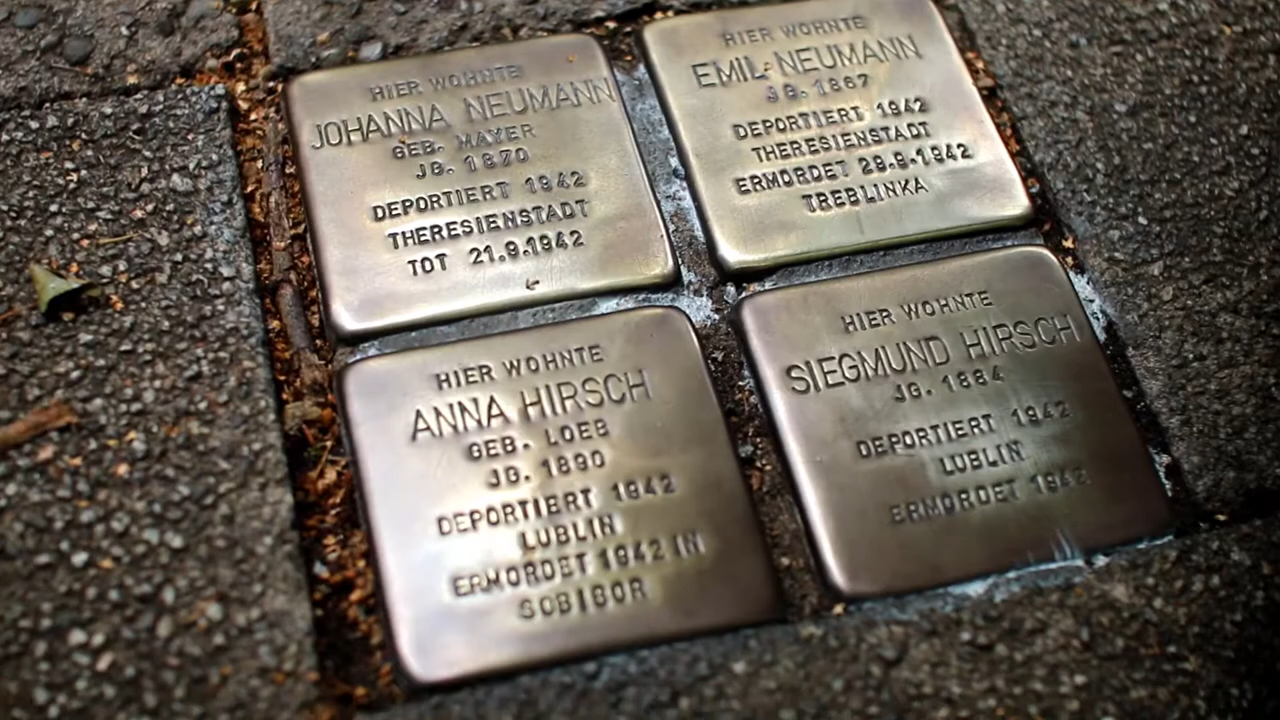 HIER WOHNTE
JOHANNA NEUMANN
GEB. MAYER
JG. 1870
DEPORTIERT 1942
THERESIENSTADT
TOT 21.9.1942
HIER WOHNTE
EMIL NEUMANN
JG. 1867
DEPORTIERT 1942
THERESIENSTADT
ERMORDET 29.9.1942
TREBLINKA
HIER WOHNTE
ANNA HIRSCH
GEB. LOEB
JG. 1890
DEPORTIERT 1942
LUBLIN
ERMORDET 1942 IN
SOBIBOR
HIER WOHNTE
SIEGMUND HIRSCH
JG. 1884
DEPORTIERT 1942
LUBLIN
ERMORDET 1942